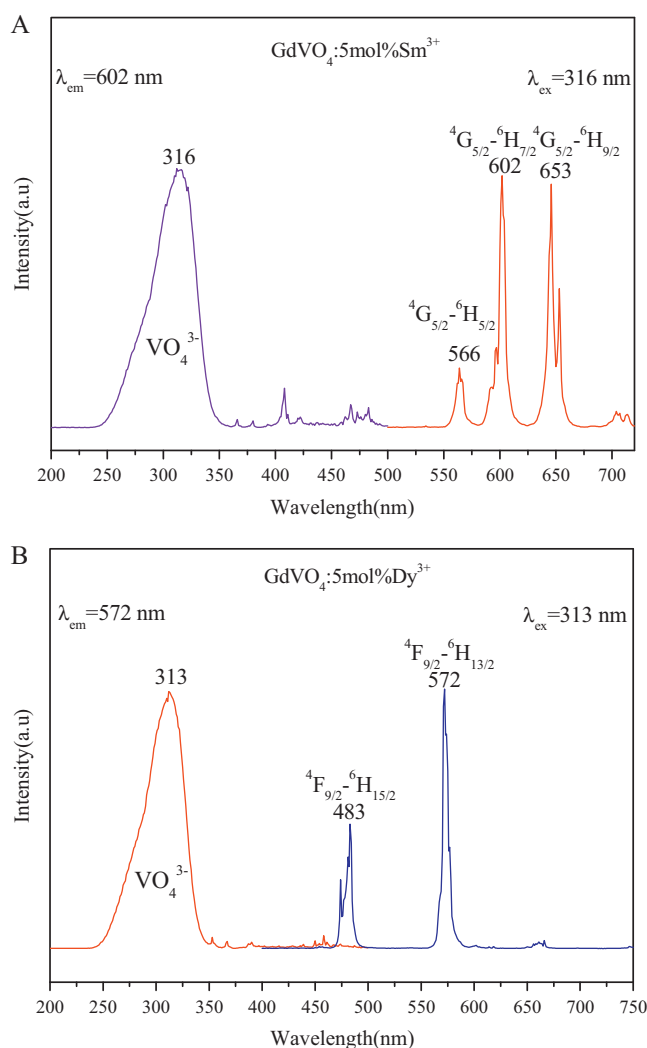 A
GdVO₄:5mol%Sm³⁺
λem=602 nm
λex=316 nm
⁴G₅/₂-⁶H₇/₂ ⁴G₅/₂-⁶H₉/₂
316
602
653
⁴G₅/₂-⁶H₅/₂
566
VO₄³⁻
Intensity(a.u)
200 250 300 350 400 450 500 550 600 650 700
Wavelength(nm)
B
GdVO₄:5mol%Dy³⁺
λem=572 nm
λex=313 nm
⁴F₉/₂-⁶H₁₃/₂
313
572
⁴F₉/₂-⁶H₁₅/₂
483
VO₄³⁻
Intensity(a.u)
200 250 300 350 400 450 500 550 600 650 700 750
Wavelength(nm)